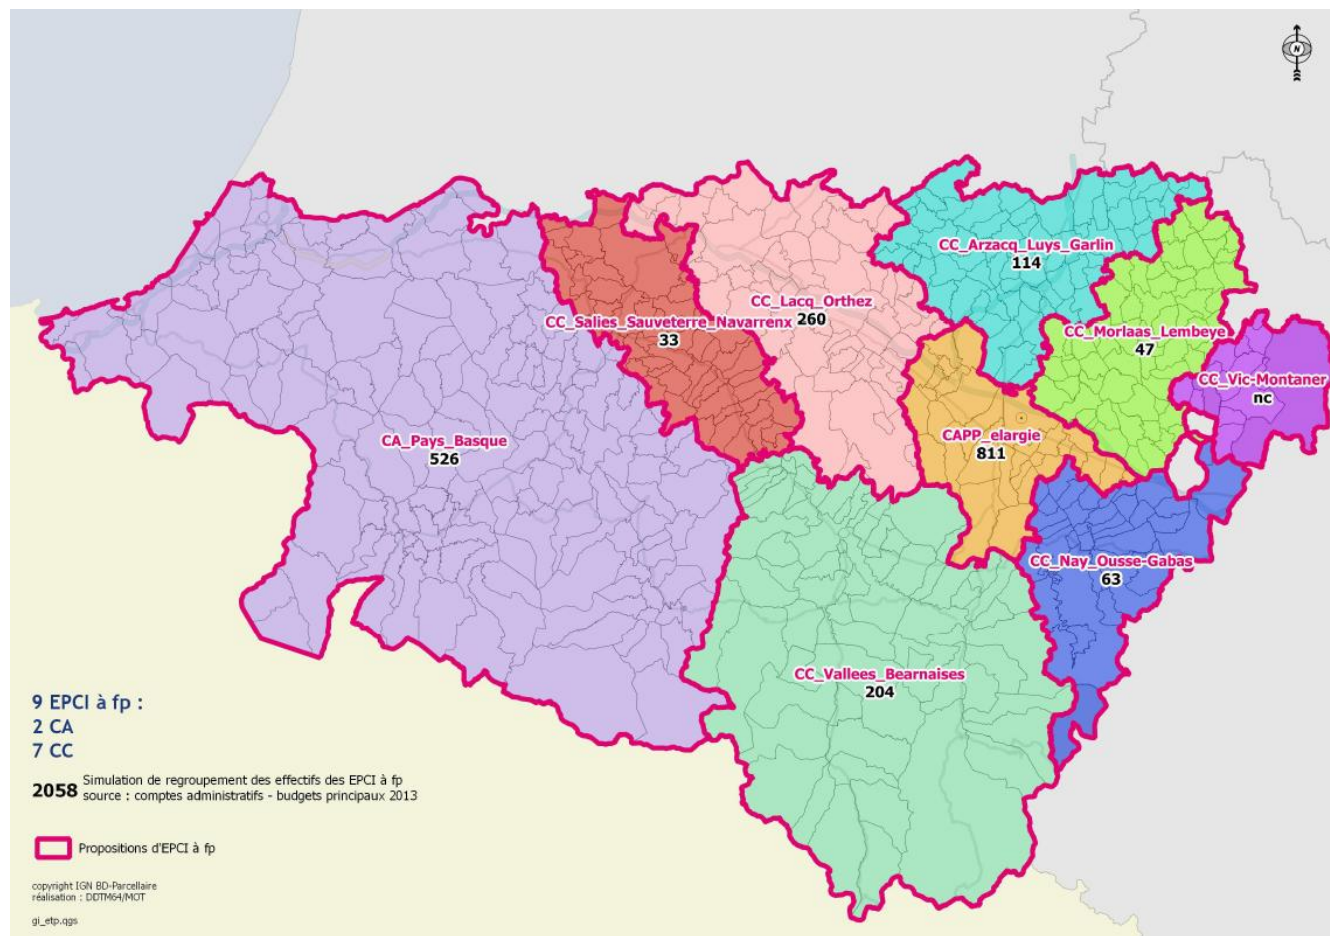 N
CC_Arzacq_Luys_Garlin
114
CC_Lacq_Orthez
260
CC_Salies_Sauveterre_Navarrenx
33
CC_Morlaas_Lembeye
47
CC_Vic-Montaner
nc
CA_Pays_Basque
526
CAPP_elargie
811
CC_Nay_Ousse-Gabas
63
CC_Vallees_Bearnaises
204
9 EPCI à fp :
2 CA
7 CC
2058 Simulation de regroupement des effectifs des EPCI à fp
source : comptes administratifs - budgets principaux 2013
Propositions d'EPCI à fp
copyright IGN BD-Parcellaire
réalisation : DDTM64/MOT
gi_etp.qgs